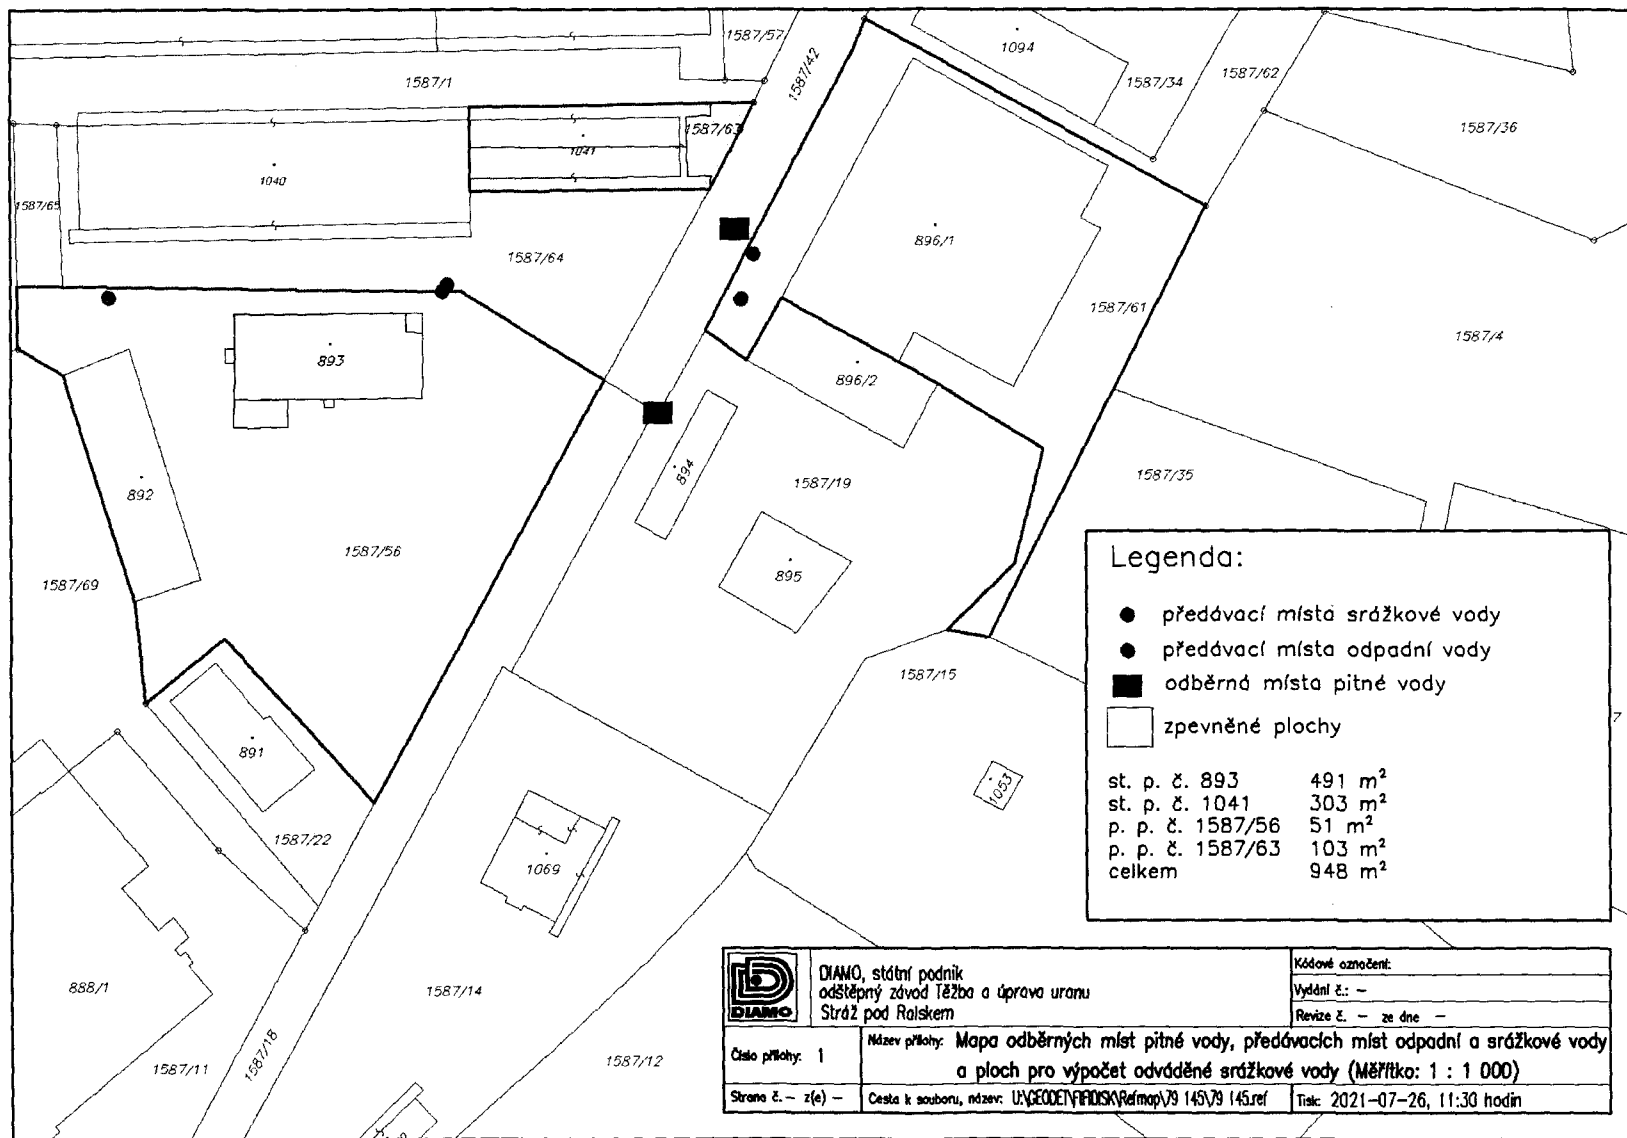 1587/57
1587/42
1094
1587/34
1587/62
1587/1
1587/36
1587/63
1041
1040
1587/65
896/1
1587/64
1587/61
1587/4
893
896/2
894
1587/19
1587/35
892
1587/56
895
1587/69
1587/15
891
1053
1587/22
1069
888/1
1587/14
1587/18
1587/12
1587/11
7
Legenda:
předávací místa srážkové vody
předávací místa odpadní vody
odběrná místa pitné vody
zpevněné plochy
st. p. č. 893 491 m²
st. p. č. 1041 303 m²
p. p. č. 1587/56 51 m²
p. p. č. 1587/63 103 m²
celkem 948 m²
DIAMO
DIAMO, státní podnik
odštěpný závod Těžba a úprava uranu
Stráž pod Ralskem
Kódové označení:
Vydání č.: –
Revize č. – ze dne –
Číslo přílohy: 1
Název přílohy: Mapa odběrných míst pitné vody, předávacích míst odpadní a srážkové vody
a ploch pro výpočet odváděné srážkové vody (Měřítko: 1 : 1 000)
Strana č. – z(e) –
Cesta k souboru, název:
Tisk: 2021-07-26, 11:30 hodin